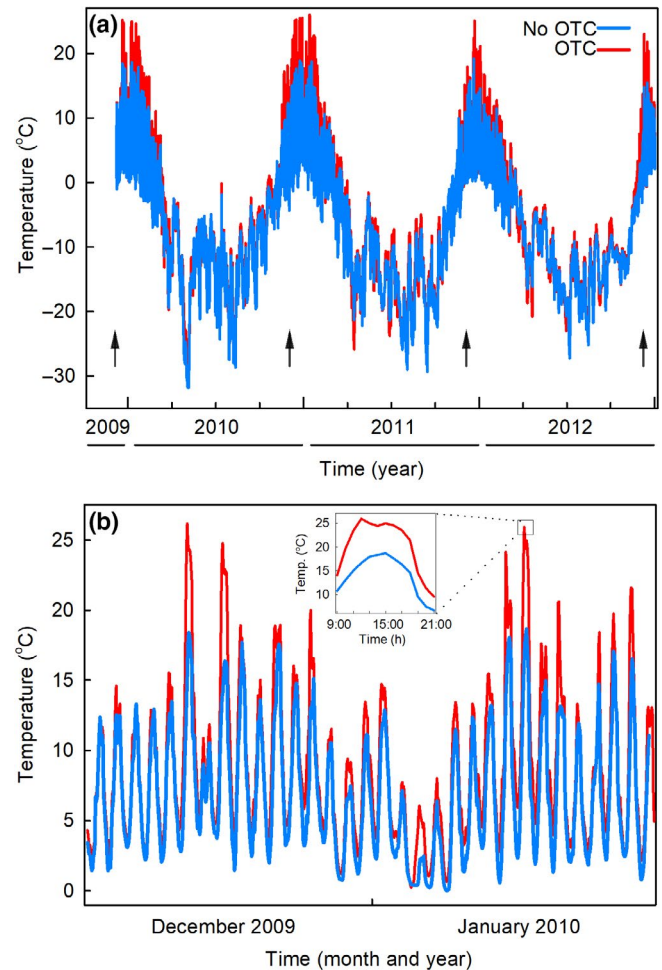 (a)
No OTC
OTC
Temperature (°C)
20
10
0
−10
−20
−30
2009
2010
2011
2012
Time (year)
(b)
Temperature (°C)
25
20
15
10
5
0
Temp. (°C)
25
20
15
10
9:00
15:00
21:00
Time (h)
December 2009
January 2010
Time (month and year)